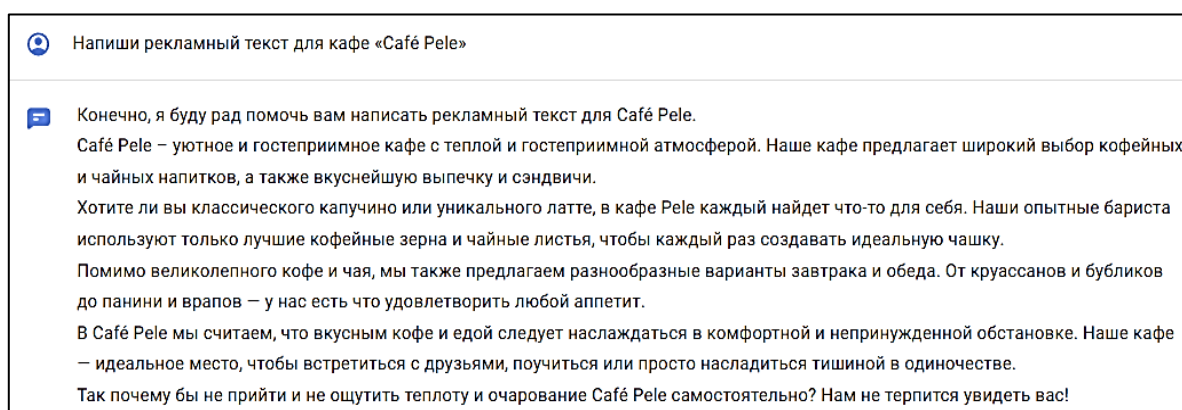 Напиши рекламный текст для кафе «Café Pele»
Конечно, я буду рад помочь вам написать рекламный текст для Café Pele.
Café Pele – уютное и гостеприимное кафе с теплой и гостеприимной атмосферой. Наше кафе предлагает широкий выбор кофейных
и чайных напитков, а также вкуснейшую выпечку и сэндвичи.
Хотите ли вы классического капучино или уникального латте, в кафе Pele каждый найдет что-то для себя. Наши опытные бариста
используют только лучшие кофейные зерна и чайные листья, чтобы каждый раз создавать идеальную чашку.
Помимо великолепного кофе и чая, мы также предлагаем разнообразные варианты завтрака и обеда. От круассанов и бубликов
до панини и врапов — у нас есть что удовлетворить любой аппетит.
В Café Pele мы считаем, что вкусным кофе и едой следует наслаждаться в комфортной и непринужденной обстановке. Наше кафе
— идеальное место, чтобы встретиться с друзьями, поучиться или просто насладиться тишиной в одиночестве.
Так почему бы не прийти и не ощутить теплоту и очарование Café Pele самостоятельно? Нам не терпится увидеть вас!